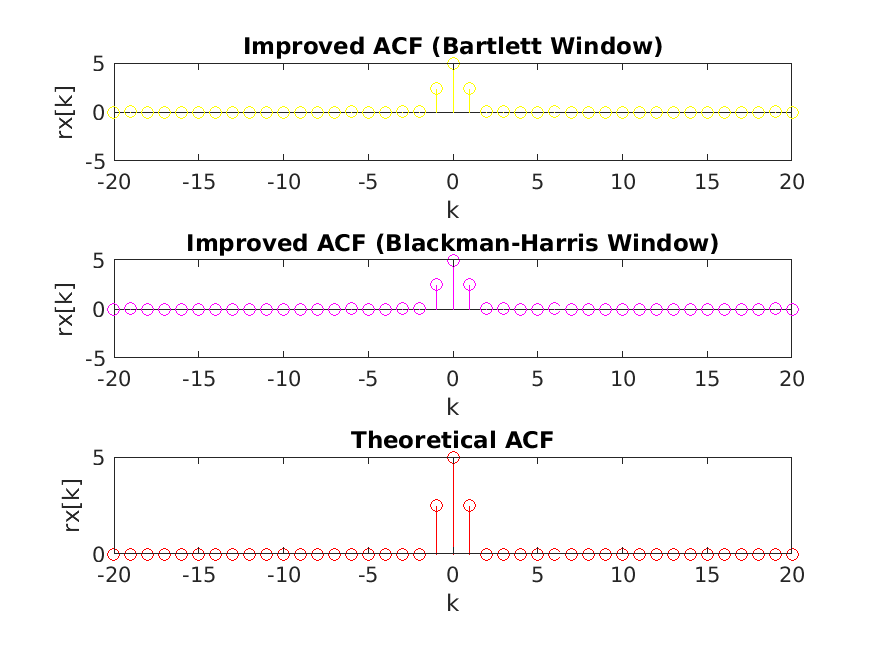 Improved ACF (Bartlett Window)
5
0
-5
rx[k]
-20 -15 -10 -5 0 5 10 15 20
k
Improved ACF (Blackman-Harris Window)
5
0
-5
rx[k]
-20 -15 -10 -5 0 5 10 15 20
k
Theoretical ACF
5
0
rx[k]
-20 -15 -10 -5 0 5 10 15 20
k